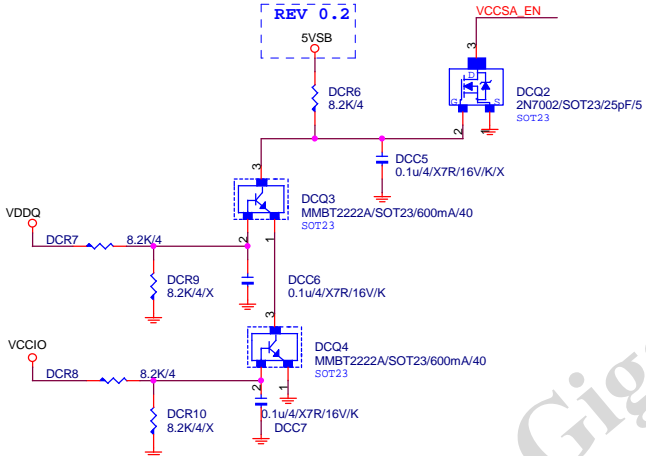 REV 0.2
5VSB
VCCSA_EN
DCR6
8.2K/4
3
D
G
S
DCQ2
2N7002/SOT23/25pF/5
SOT23
2
1
3
DCC5
0.1u/4/X7R/16V/K/X
DCQ3
MMBT2222A/SOT23/600mA/40
SOT23
VDDQ
DCR7
8.2K/4
2
1
DCR9
8.2K/4/X
DCC6
0.1u/4/X7R/16V/K
3
VCCIO
DCQ4
MMBT2222A/SOT23/600mA/40
SOT23
DCR8
8.2K/4
2
1
DCR10
8.2K/4/X
0.1u/4/X7R/16V/K
DCC7
Gig